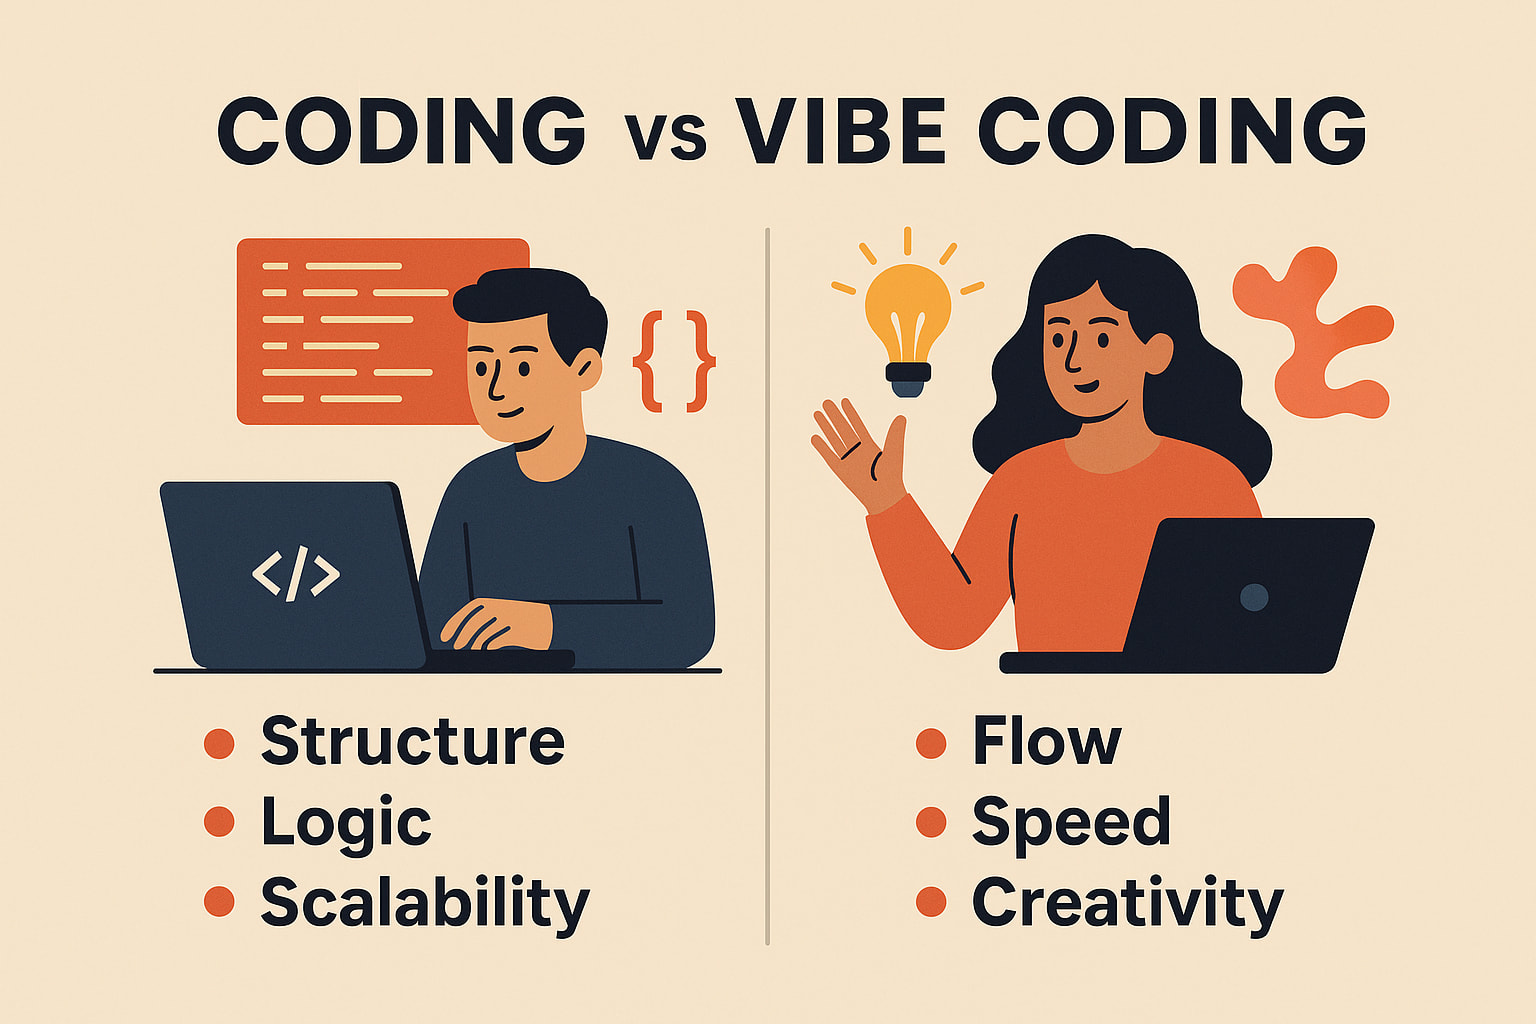 CODING vs VIBE CODING
{ }
</>
Structure
Logic
Scalability
Flow
Speed
Creativity